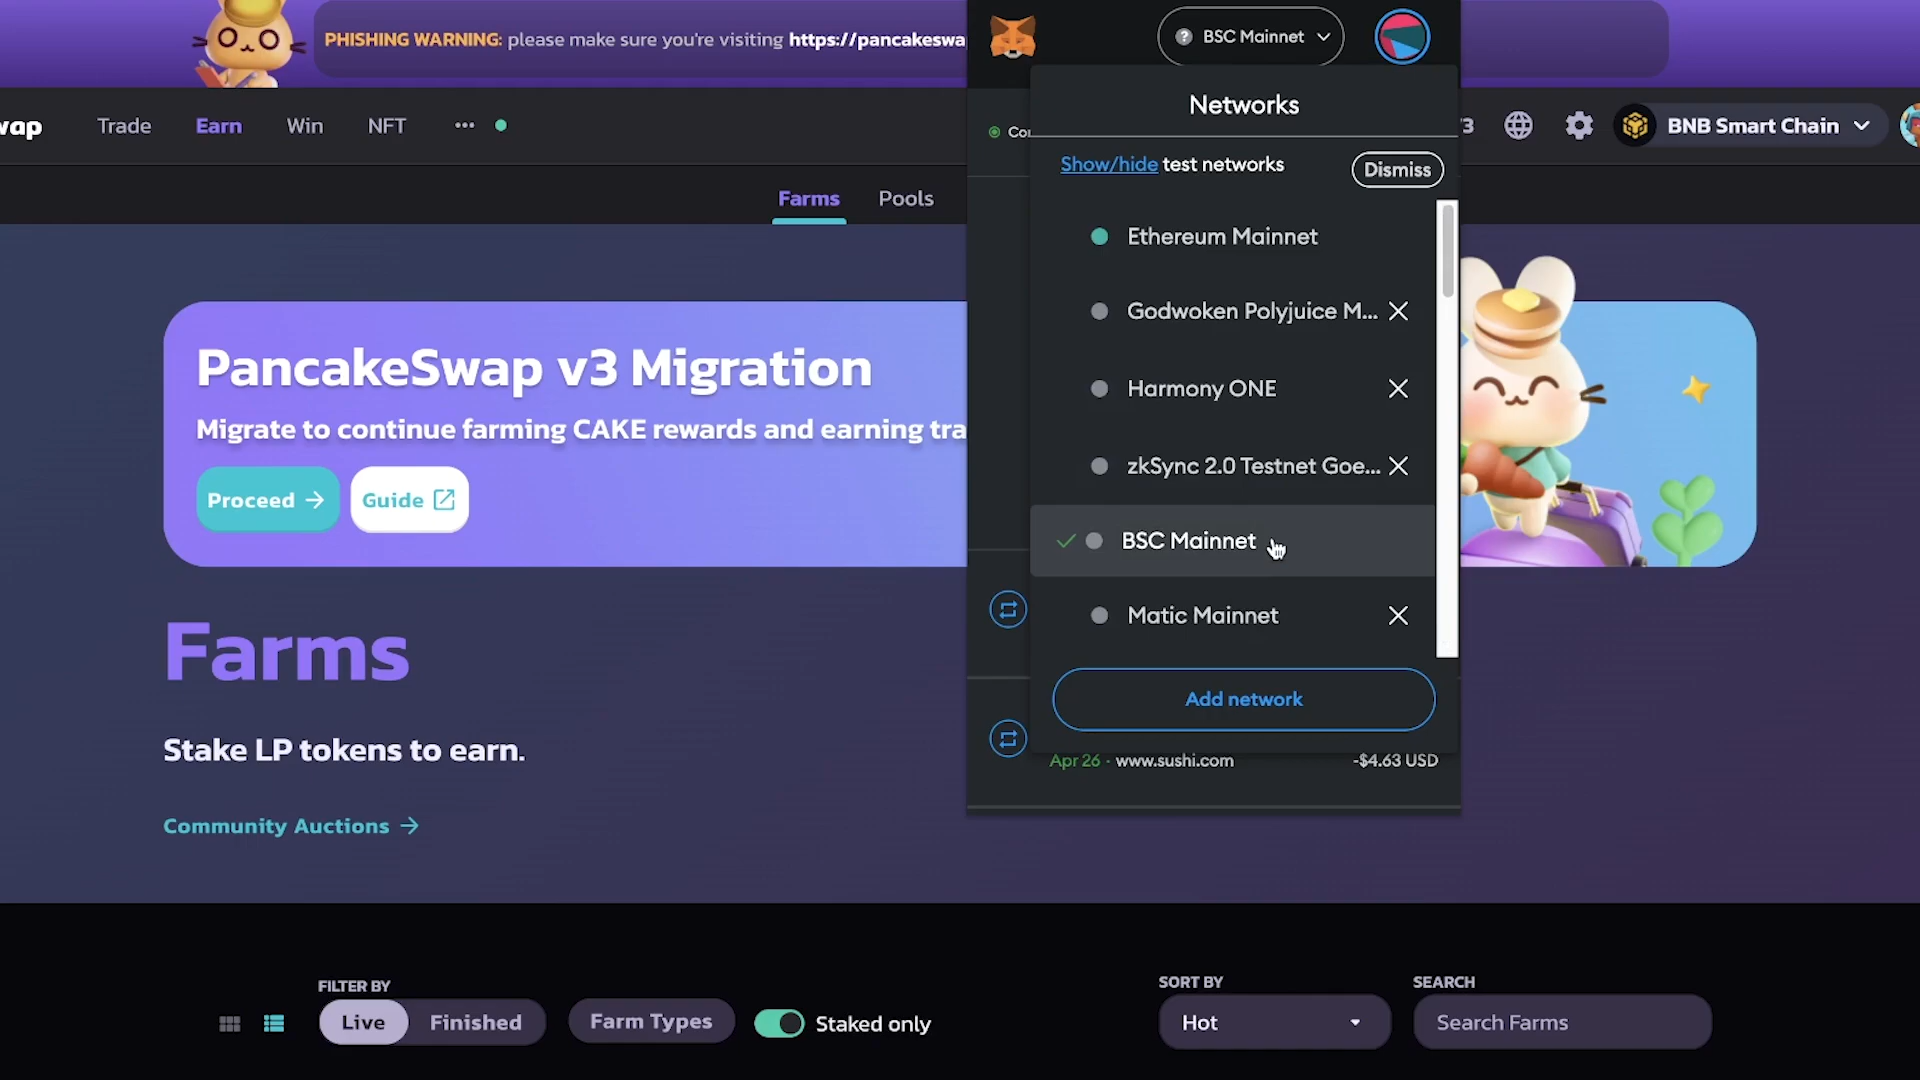 PHISHING WARNING: please make sure you're visiting https://pancakeswa
BSC Mainnet
wap
Trade
Earn
Win
NFT
V3
BNB Smart Chain
Farms
Pools
Networks
Show/hide test networks
Dismiss
Ethereum Mainnet
Godwoken Polyjuice M...
Harmony ONE
zkSync 2.0 Testnet Goe...
BSC Mainnet
Matic Mainnet
Add network
Apr 26 · www.sushi.com
-$4.63 USD
PancakeSwap v3 Migration
Migrate to continue farming CAKE rewards and earning tra
Proceed →
Guide
Farms
Stake LP tokens to earn.
Community Auctions →
FILTER BY
Live
Finished
Farm Types
Staked only
SORT BY
Hot
SEARCH
Search Farms